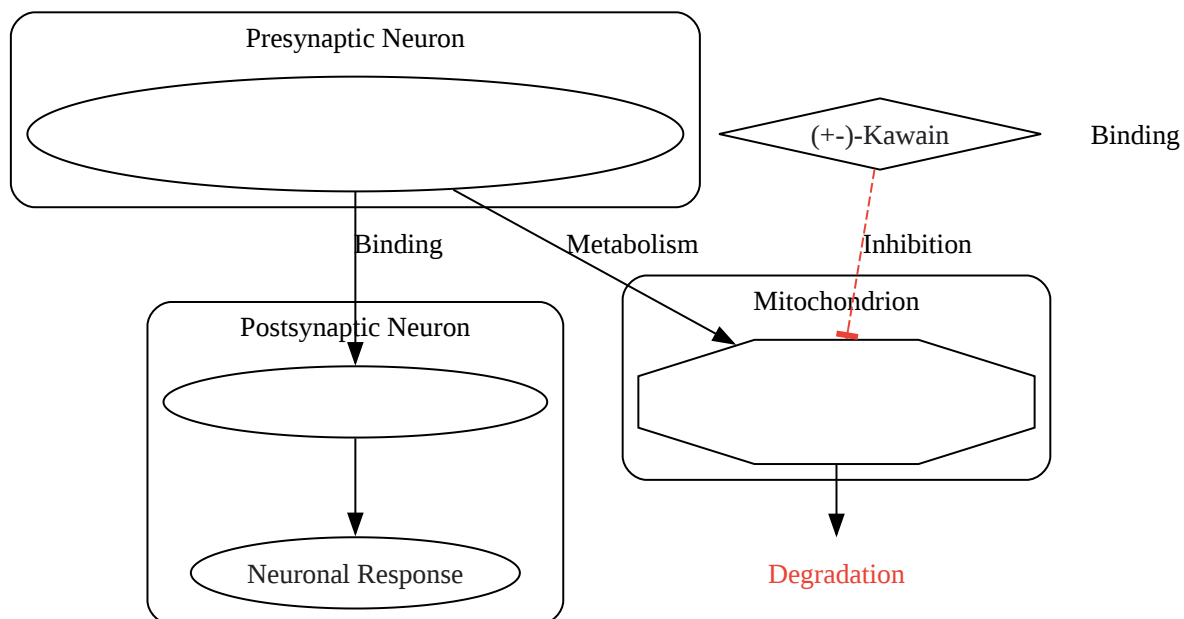 Presynaptic Neuron
(+-)-Kawain
Binding
Binding
Metabolism
Inhibition
Mitochondrion
Postsynaptic Neuron
Neuronal Response
Degradation